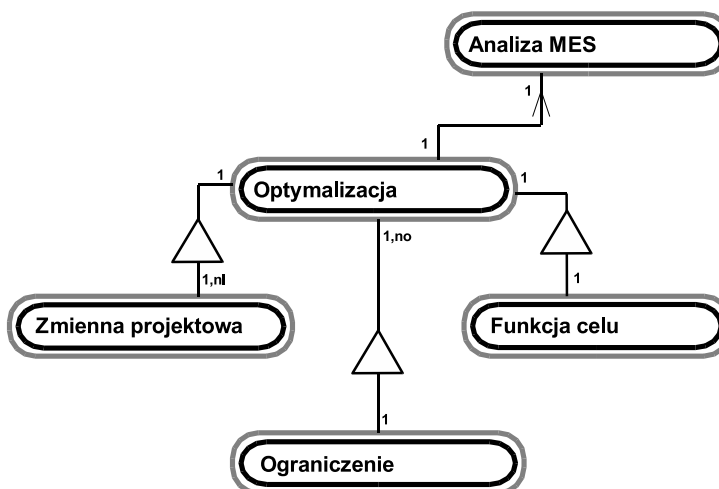 Analiza MES
1
1
Optymalizacja
1
1
1,no
1,nl
1
Zmienna projektowa
Funkcja celu
1
Ograniczenie